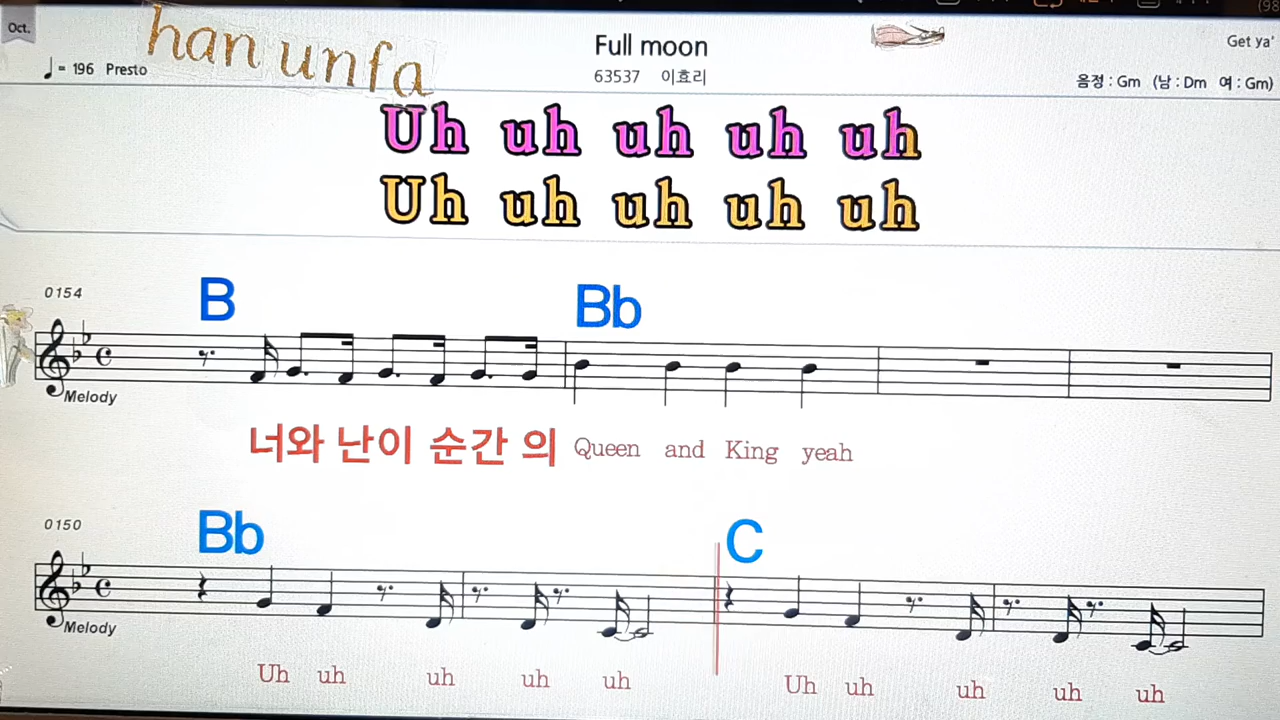 Oct.
han unfa
Full moon
Get ya'
♩= 196 Presto
63537 이효리
음정 : Gm (남 : Dm 여 : Gm)
Uh uh uh uh uh
Uh uh uh uh uh
0154
B Bb
Melody
너와 난이 순간 의 Queen and King yeah
0150
Bb C
Melody
Uh uh uh uh uh Uh uh uh uh uh